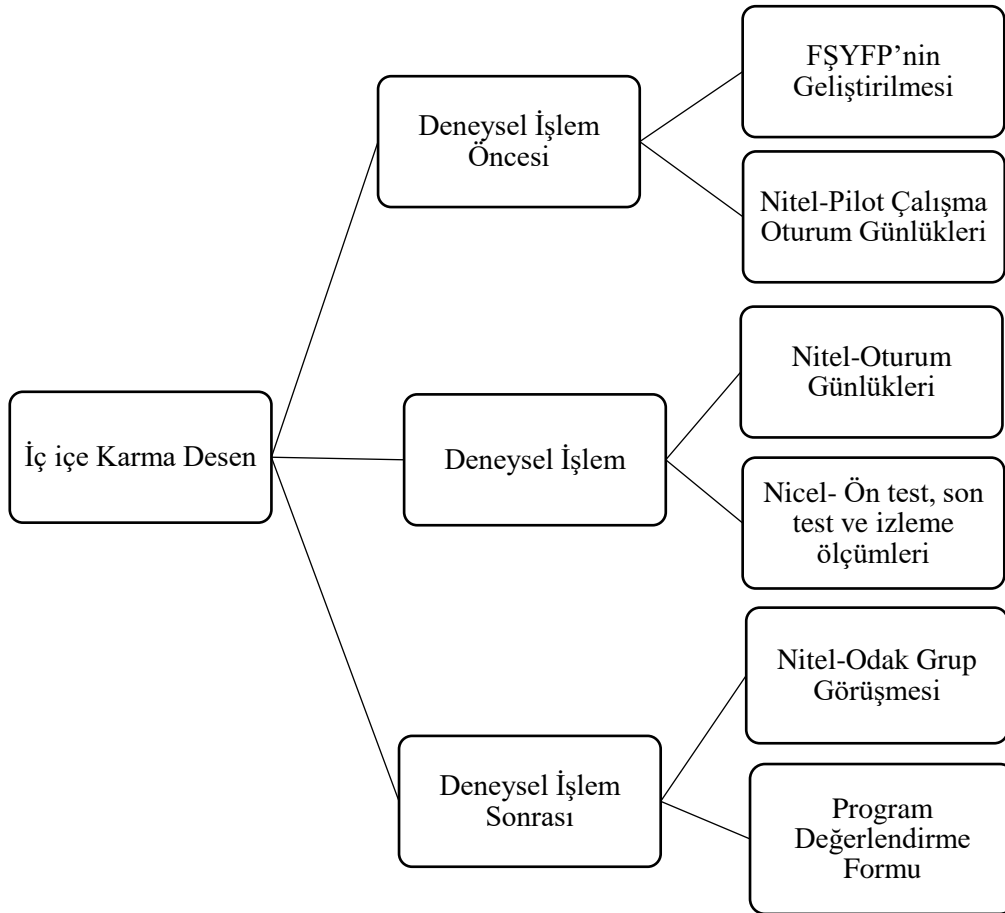 İç içe Karma Desen
Deneysel İşlem
Öncesi
FŞYFP’nin
Geliştirilmesi
Nitel-Pilot Çalışma
Oturum Günlükleri
Deneysel İşlem
Nitel-Oturum
Günlükleri
Nicel- Ön test, son
test ve izleme
ölçümleri
Deneysel İşlem
Sonrası
Nitel-Odak Grup
Görüşmesi
Program
Değerlendirme
Formu